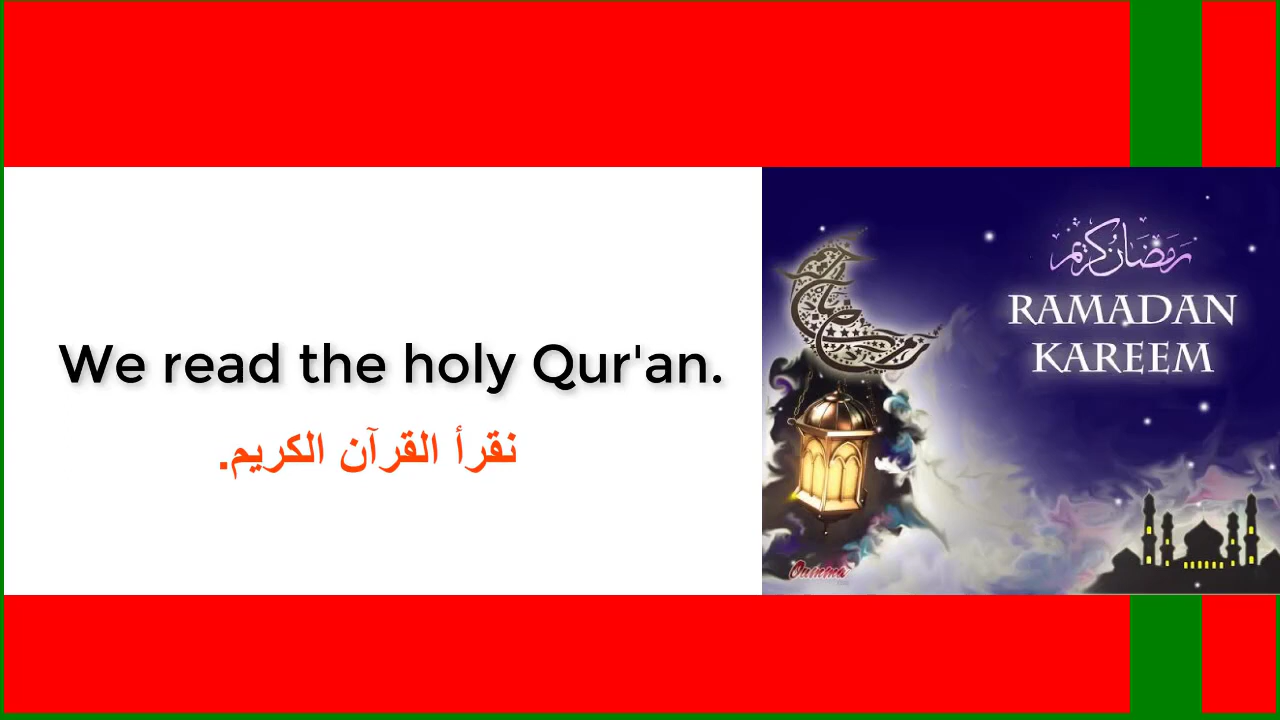 We read the holy Qur'an.
نقرأ القرآن الكريم.
رمضان كريم
RAMADAN
KAREEM